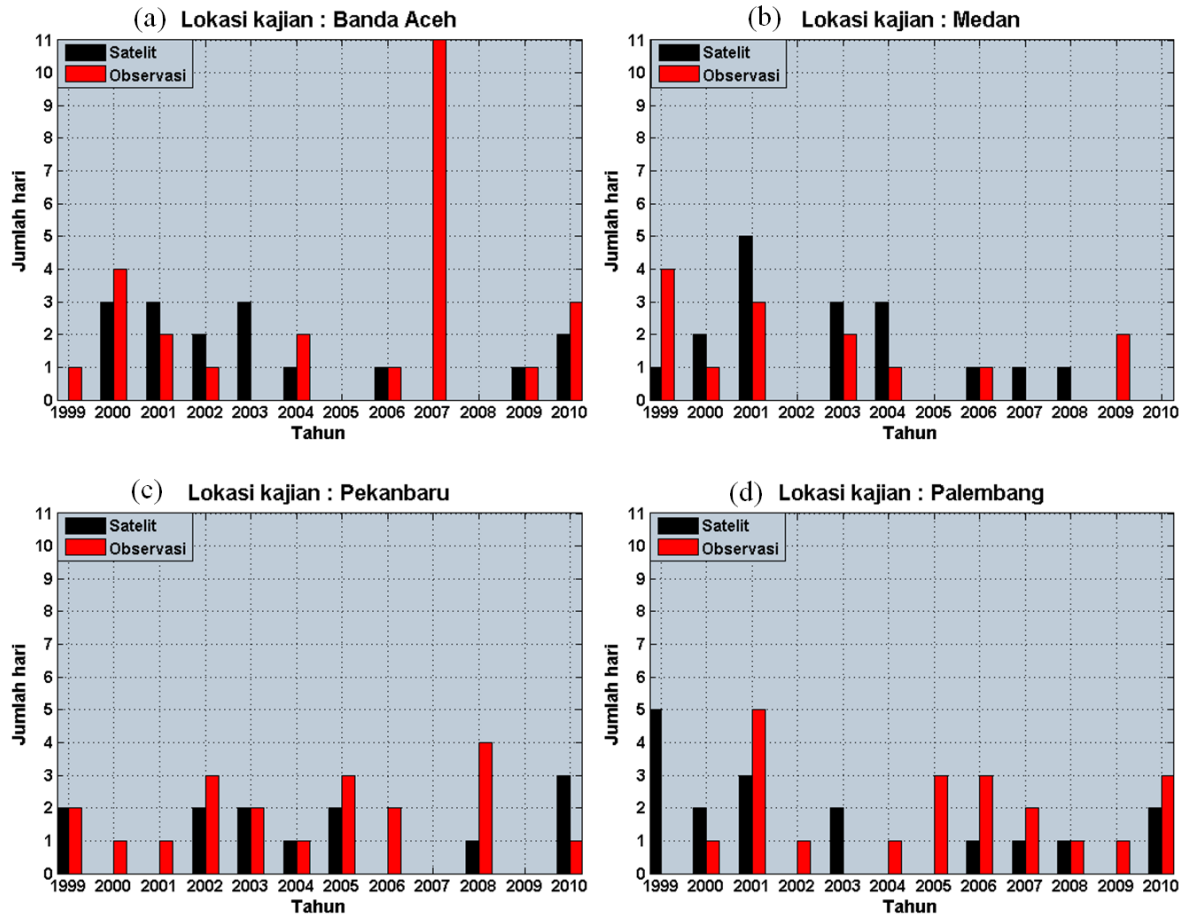 (a) Lokasi kajian : Banda Aceh
11
10
9
8
7
6
5
4
3
2
1
0
Jumlah hari
Satelit
Observasi
1999 2000 2001 2002 2003 2004 2005 2006 2007 2008 2009 2010
Tahun
(b) Lokasi kajian : Medan
11
10
9
8
7
6
5
4
3
2
1
0
Jumlah hari
Satelit
Observasi
1999 2000 2001 2002 2003 2004 2005 2006 2007 2008 2009 2010
Tahun
(c) Lokasi kajian : Pekanbaru
11
10
9
8
7
6
5
4
3
2
1
0
Jumlah hari
Satelit
Observasi
1999 2000 2001 2002 2003 2004 2005 2006 2007 2008 2009 2010
Tahun
(d) Lokasi kajian : Palembang
11
10
9
8
7
6
5
4
3
2
1
0
Jumlah hari
Satelit
Observasi
1999 2000 2001 2002 2003 2004 2005 2006 2007 2008 2009 2010
Tahun